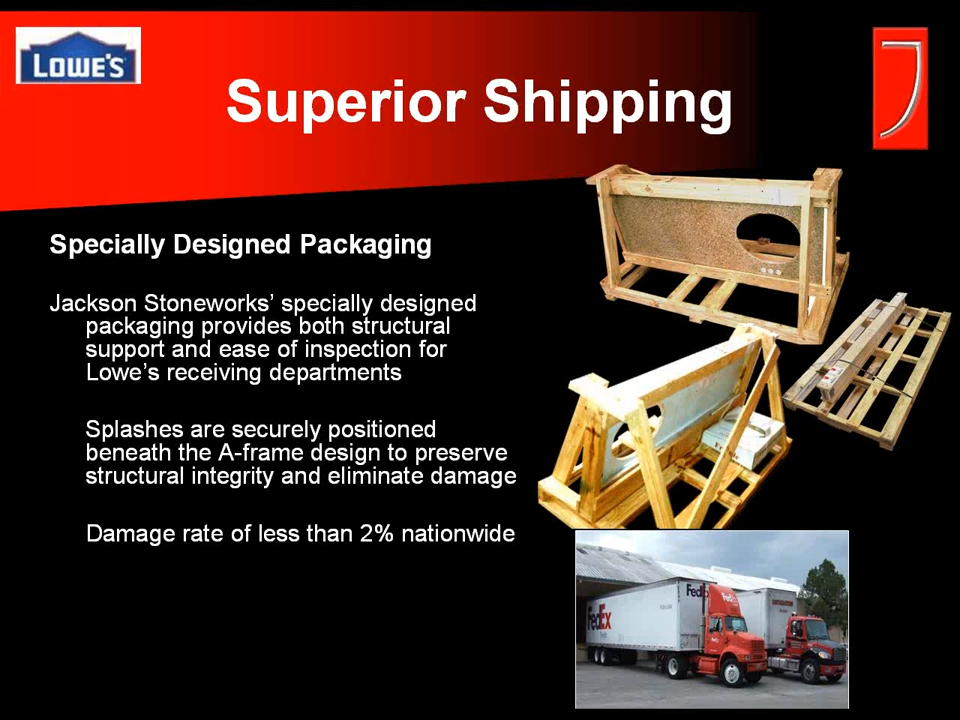 LOWE'S
Superior Shipping
Specially Designed Packaging
Jackson Stoneworks’ specially designed
packaging provides both structural
support and ease of inspection for
Lowe’s receiving departments
Splashes are securely positioned
beneath the A-frame design to preserve
structural integrity and eliminate damage
Damage rate of less than 2% nationwide
FedEx
FedEx
FedEx